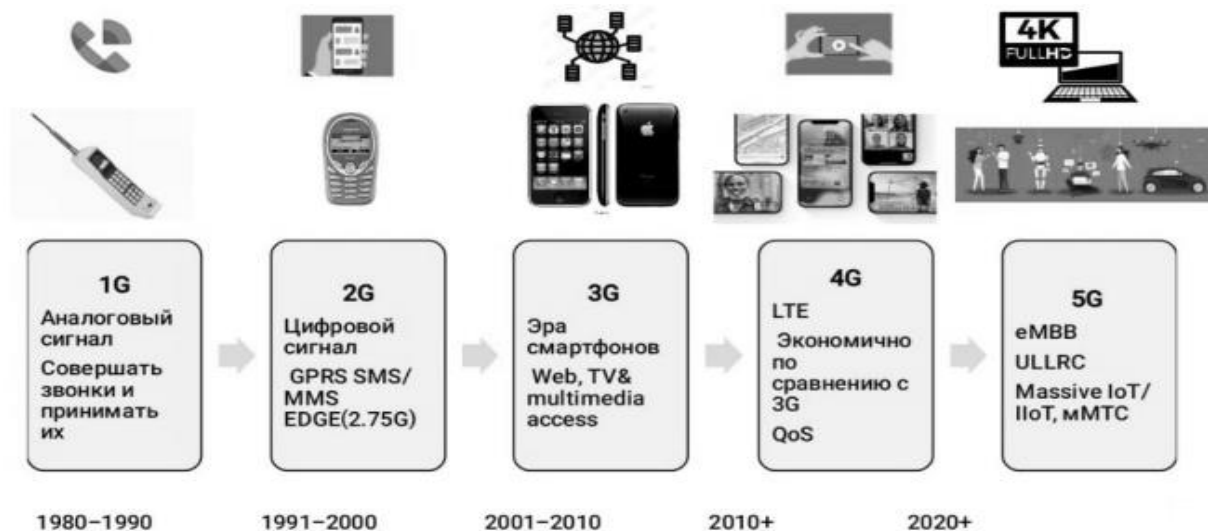 4K
FULLHD
1G
Аналоговый
сигнал
Совершать
звонки и
принимать
их
2G
Цифровой
сигнал
GPRS SMS/
MMS
EDGE(2.75G)
3G
Эра
смартфонов
Web, TV&
multimedia
access
4G
LTE
Экономично
по
сравнению с
3G
QoS
5G
eMBB
ULLRC
Massive IoT/
IIoT, мМТС
1980–1990
1991–2000
2001–2010
2010+
2020+